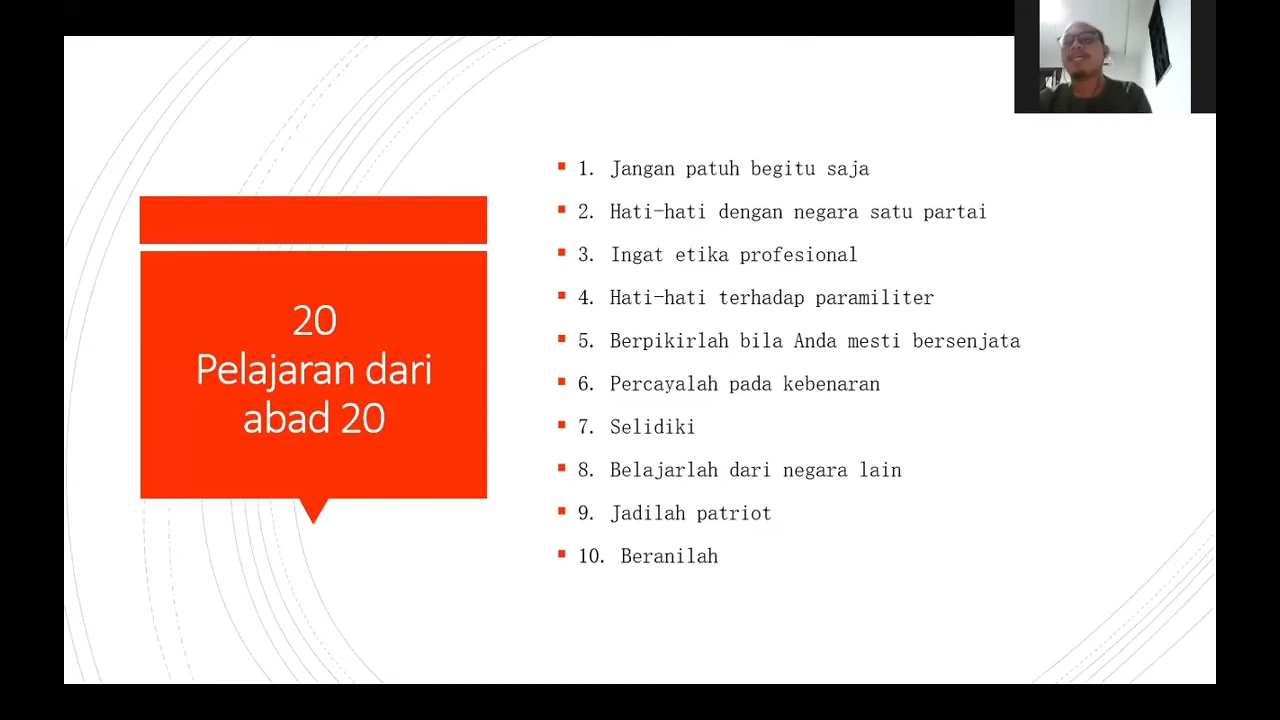 20
Pelajaran dari
abad 20
1. Jangan patuh begitu saja
2. Hati-hati dengan negara satu partai
3. Ingat etika profesional
4. Hati-hati terhadap paramiliter
5. Berpikirlah bila Anda mesti bersenjata
6. Percayalah pada kebenaran
7. Selidiki
8. Belajarlah dari negara lain
9. Jadilah patriot
10. Beranilah